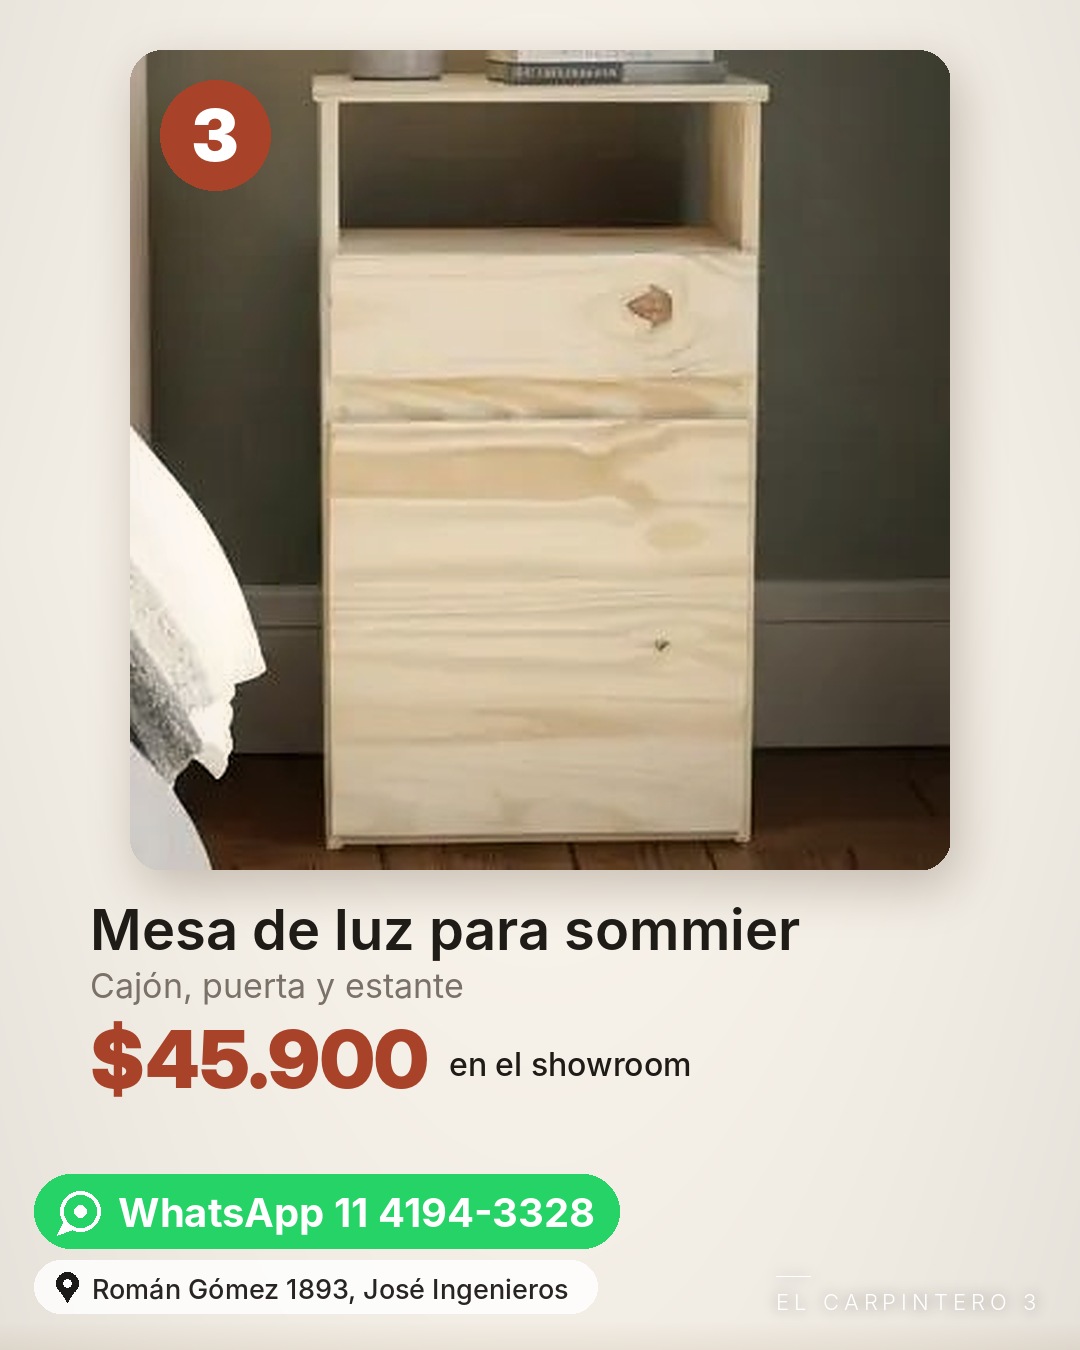 3
Mesa de luz para sommier
Cajón, puerta y estante
$45.900 en el showroom
WhatsApp 11 4194-3328
Román Gómez 1893, José Ingenieros
EL CARPINTERO 3